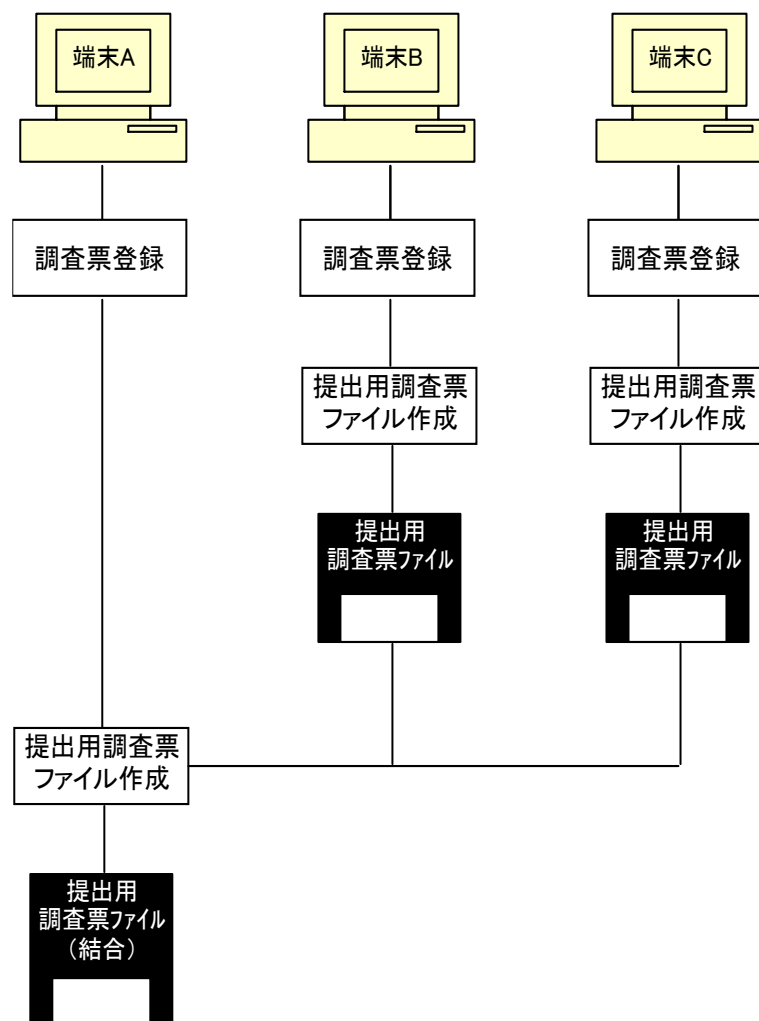 端末A
端末B
端末C
調査票登録
調査票登録
調査票登録
提出用調査票
ファイル作成
提出用調査票
ファイル作成
提出用
調査票ファイル
提出用
調査票ファイル
提出用調査票
ファイル作成
提出用
調査票ファイル
（結合）